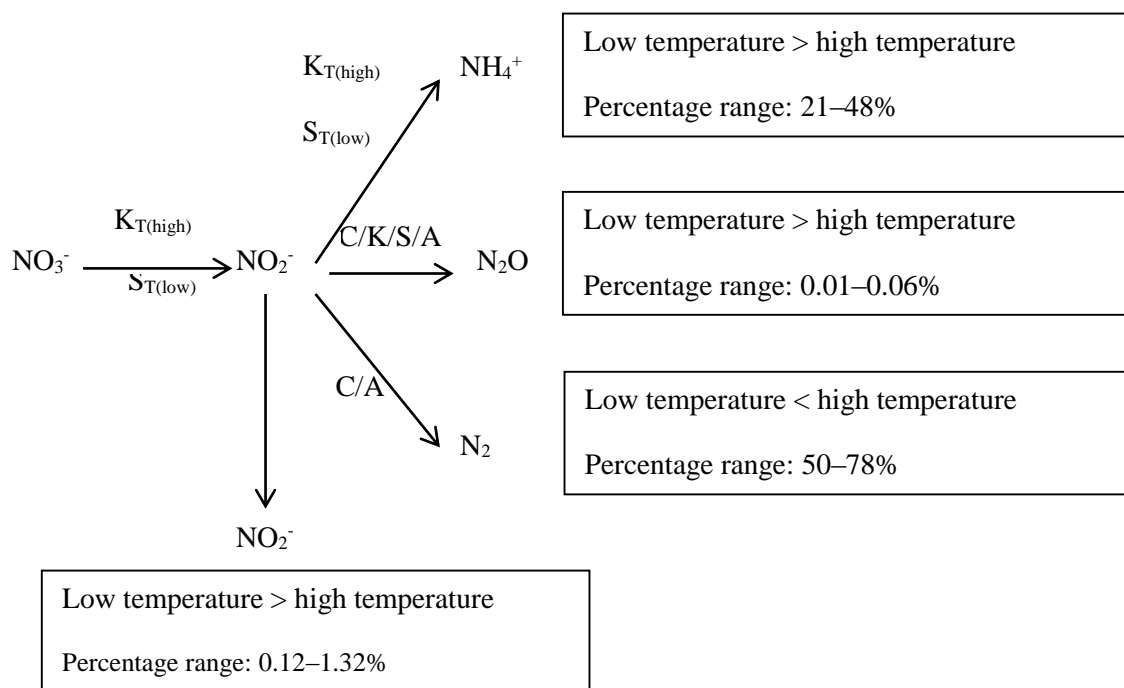 K_T(high)
NH₄⁺
Low temperature > high temperature
Percentage range: 21–48%
S_T(low)
K_T(high)
NO₃⁻
S_T(low)
NO₂⁻
C/K/S/A
N₂O
Low temperature > high temperature
Percentage range: 0.01–0.06%
C/A
N₂
Low temperature < high temperature
Percentage range: 50–78%
NO₂⁻
Low temperature > high temperature
Percentage range: 0.12–1.32%